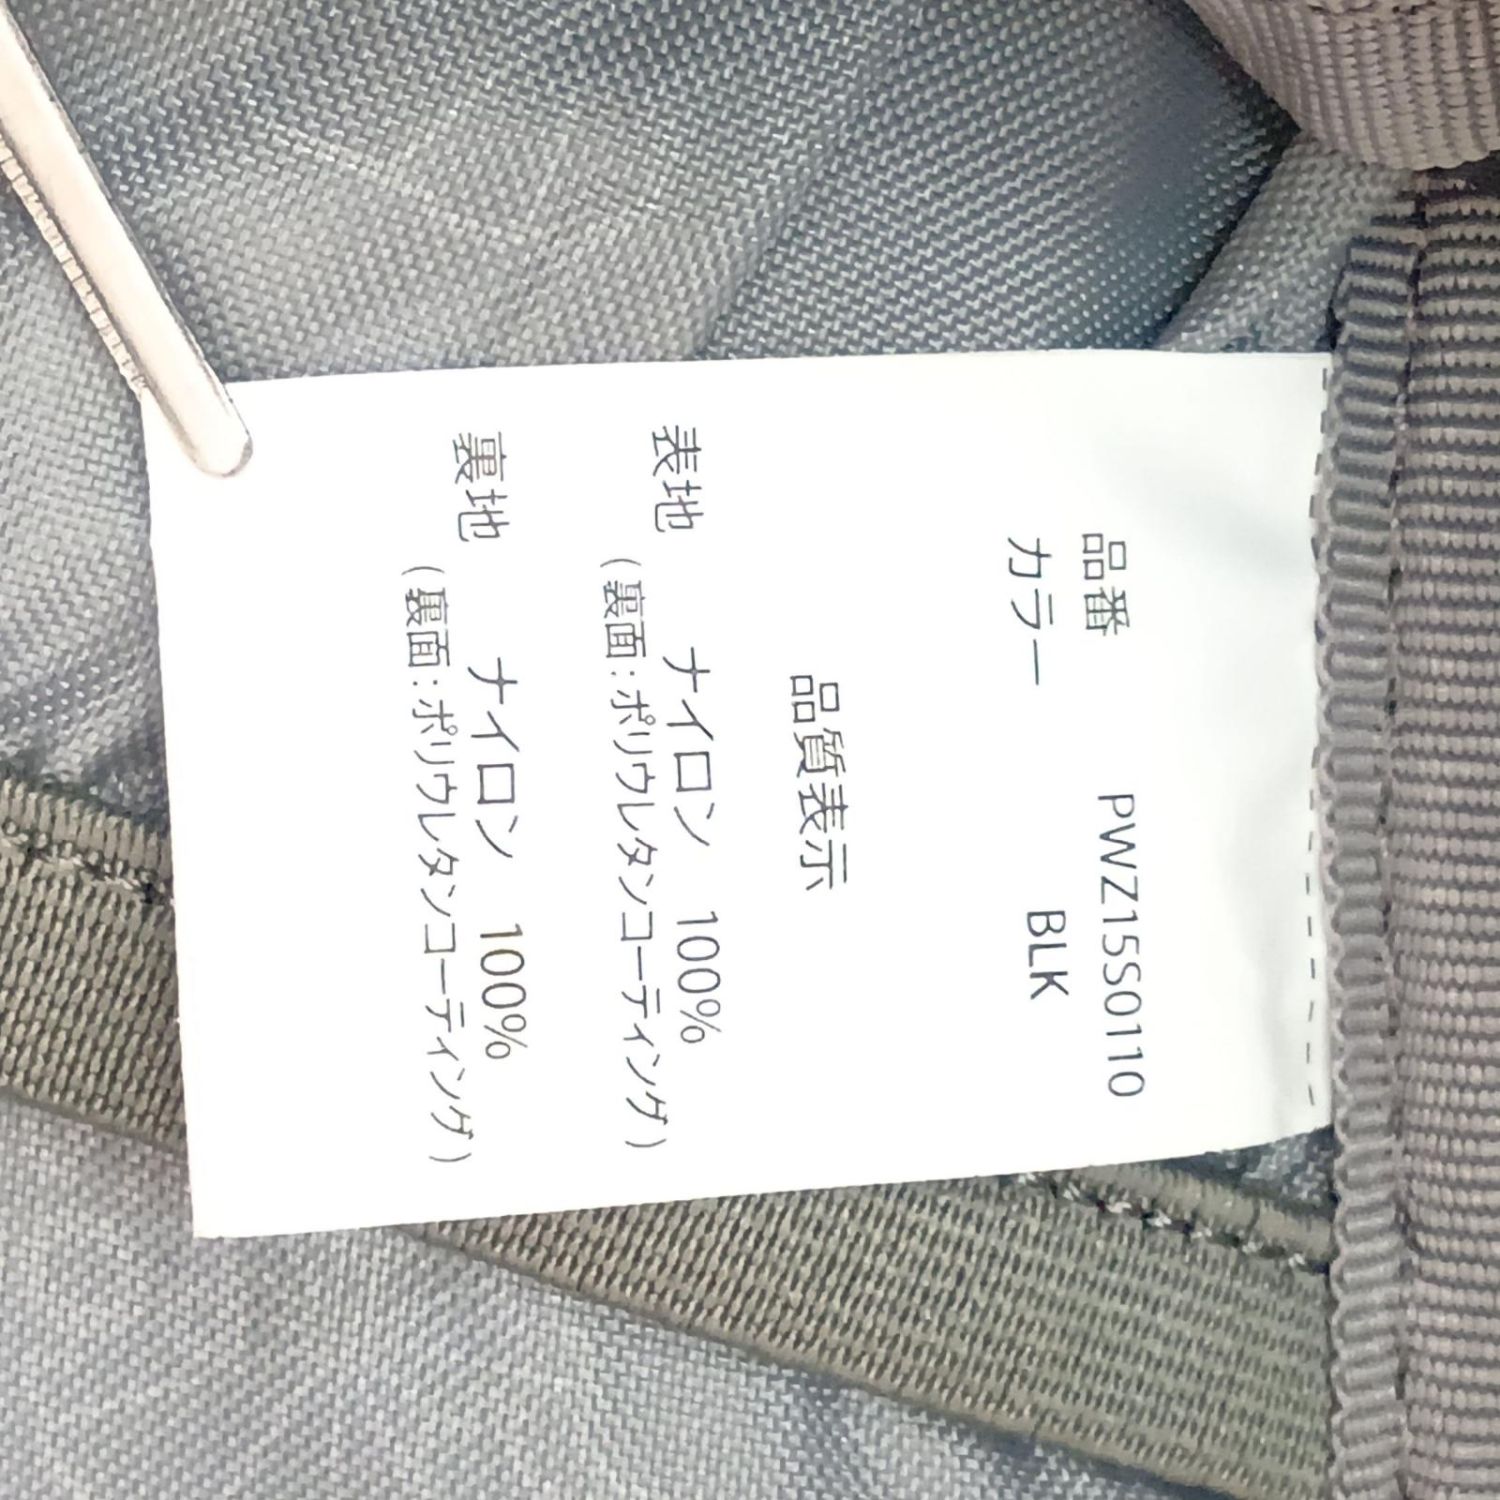 品番 PWZ15S0110
カラー BLK
品質表示
表地 ナイロン 100%
(裏面:ポリウレタンコーティング)
裏地 ナイロン 100%
(裏面:ポリウレタンコーティング)